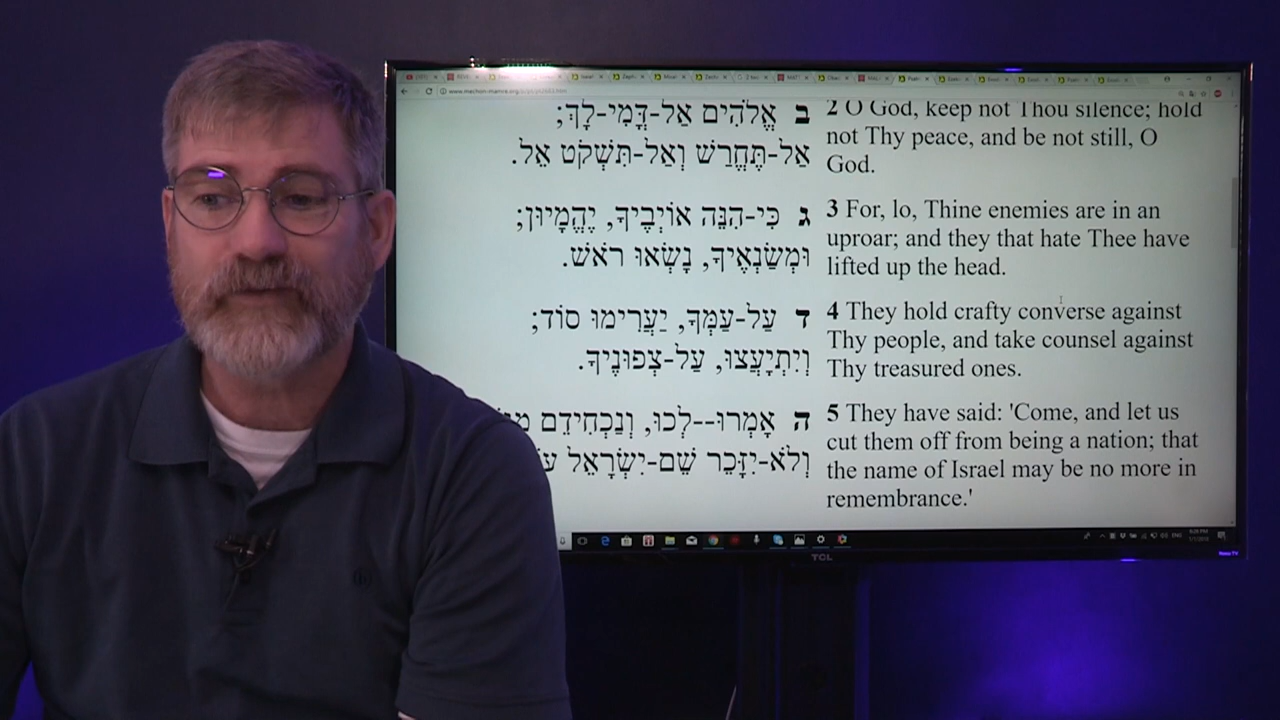 www.mechon-mamre.org
ב אֱלֹהִים אַל-דֳּמִי-לָךְ;
אַל-תֶּחֱרַשׁ וְאַל-תִּשְׁקֹט אֵל.
2 O God, keep not Thou silence; hold
not Thy peace, and be not still, O
God.
ג כִּי-הִנֵּה אוֹיְבֶיךָ, יֶהֱמָיוּן;
וּמְשַׂנְאֶיךָ, נָשְׂאוּ רֹאשׁ.
3 For, lo, Thine enemies are in an
uproar; and they that hate Thee have
lifted up the head.
ד עַל-עַמְּךָ, יַעֲרִימוּ סוֹד;
וְיִתְיָעֲצוּ, עַל-צְפוּנֶיךָ.
4 They hold crafty converse against
Thy people, and take counsel against
Thy treasured ones.
ה אָמְרוּ--לְכוּ, וְנַכְחִידֵם
וְלֹא-יִזָּכֵר שֵׁם-יִשְׂרָאֵל
5 They have said: 'Come, and let us
cut them off from being a nation; that
the name of Israel may be no more in
remembrance.'
TCL